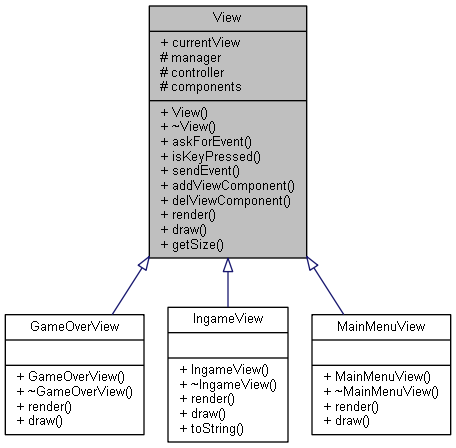 View
+ currentView
# manager
# controller
# components
+ View()
+ ~View()
+ askForEvent()
+ isKeyPressed()
+ sendEvent()
+ addViewComponent()
+ delViewComponent()
+ render()
+ draw()
+ getSize()
GameOverView
+ GameOverView()
+ ~GameOverView()
+ render()
+ draw()
IngameView
+ IngameView()
+ ~IngameView()
+ render()
+ draw()
+ toString()
MainMenuView
+ MainMenuView()
+ ~MainMenuView()
+ render()
+ draw()